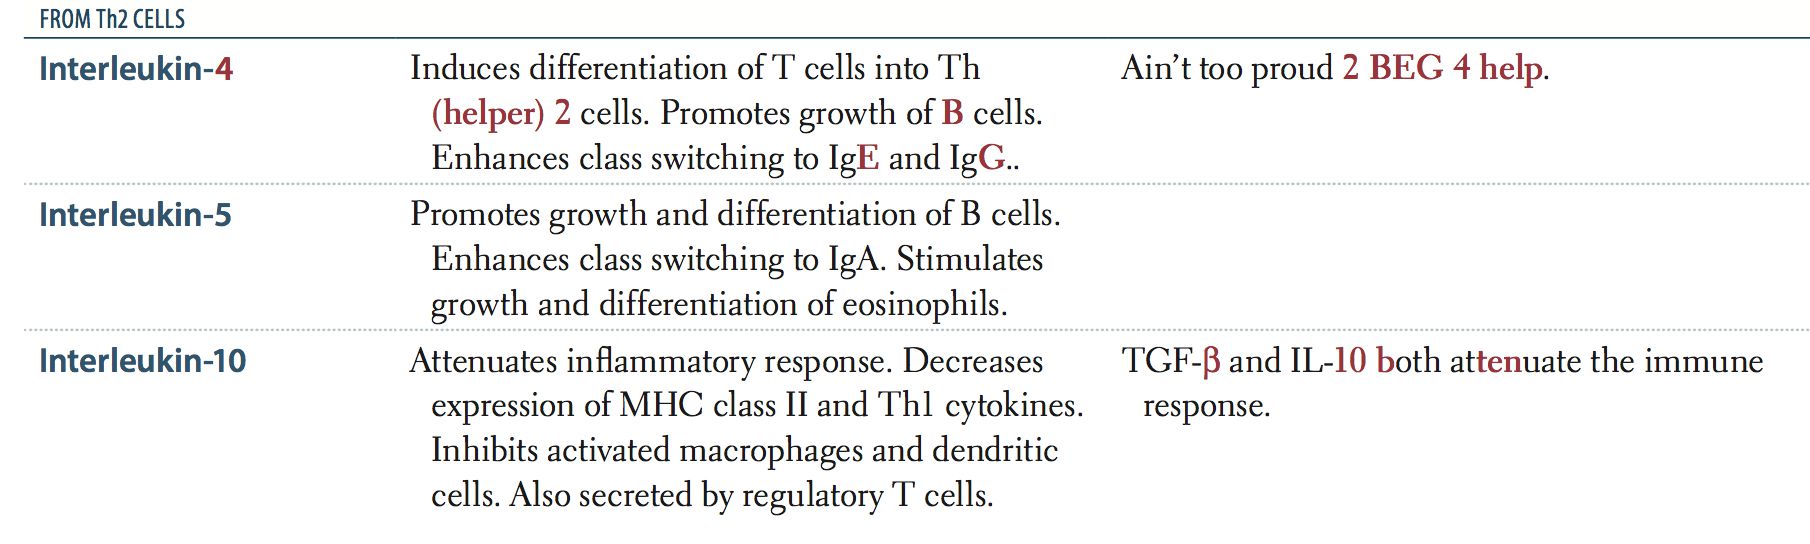 FROM Th2 CELLS
Interleukin-4
Induces differentiation of T cells into Th
(helper) 2 cells. Promotes growth of B cells.
Enhances class switching to IgE and IgG..
Ain't too proud 2 BEG 4 help.
Interleukin-5
Promotes growth and differentiation of B cells.
Enhances class switching to IgA. Stimulates
growth and differentiation of eosinophils.
Interleukin-10
Attenuates inflammatory response. Decreases
expression of MHC class II and Th1 cytokines.
Inhibits activated macrophages and dendritic
cells. Also secreted by regulatory T cells.
TGF-β and IL-10 both attenuate the immune
response.